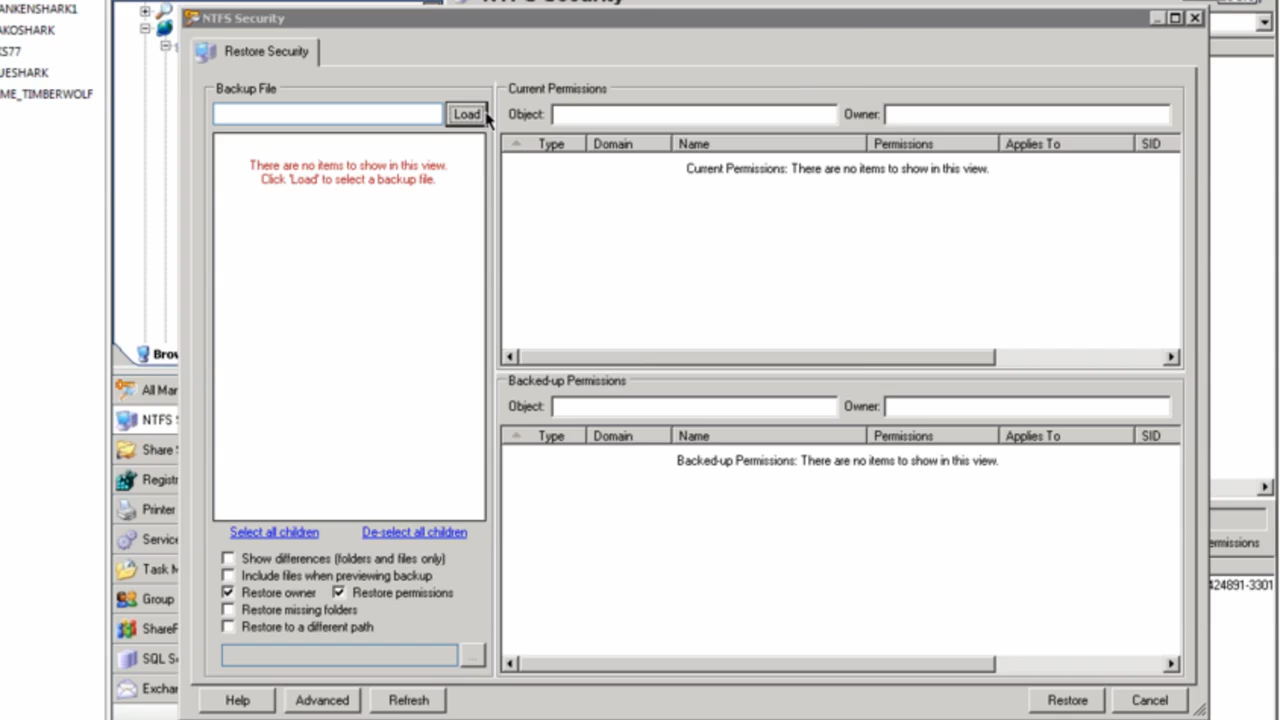 ANKENSHARK1
AKOSHARK
S77
UESHARK
ME_TIMBERWOLF
NTFS Security
Restore Security
Backup File
Load
There are no items to show in this view.
Click 'Load' to select a backup file.
Select all children
De-select all children
Show differences (folders and files only)
Include files when previewing backup
Restore owner
Restore permissions
Restore missing folders
Restore to a different path
...
Current Permissions
Object:
Owner:
Type Domain Name Permissions Applies To SID
Current Permissions: There are no items to show in this view.
Backed-up Permissions
Object:
Owner:
Type Domain Name Permissions Applies To SID
Backed-up Permissions: There are no items to show in this view.
Help
Advanced
Refresh
Restore
Cancel
Brow
All Mar
NTFS S
Share S
Registr
Printer
Service
Task M
Group
ShareP
SQL Se
Exchar
ermissions
424891-3301